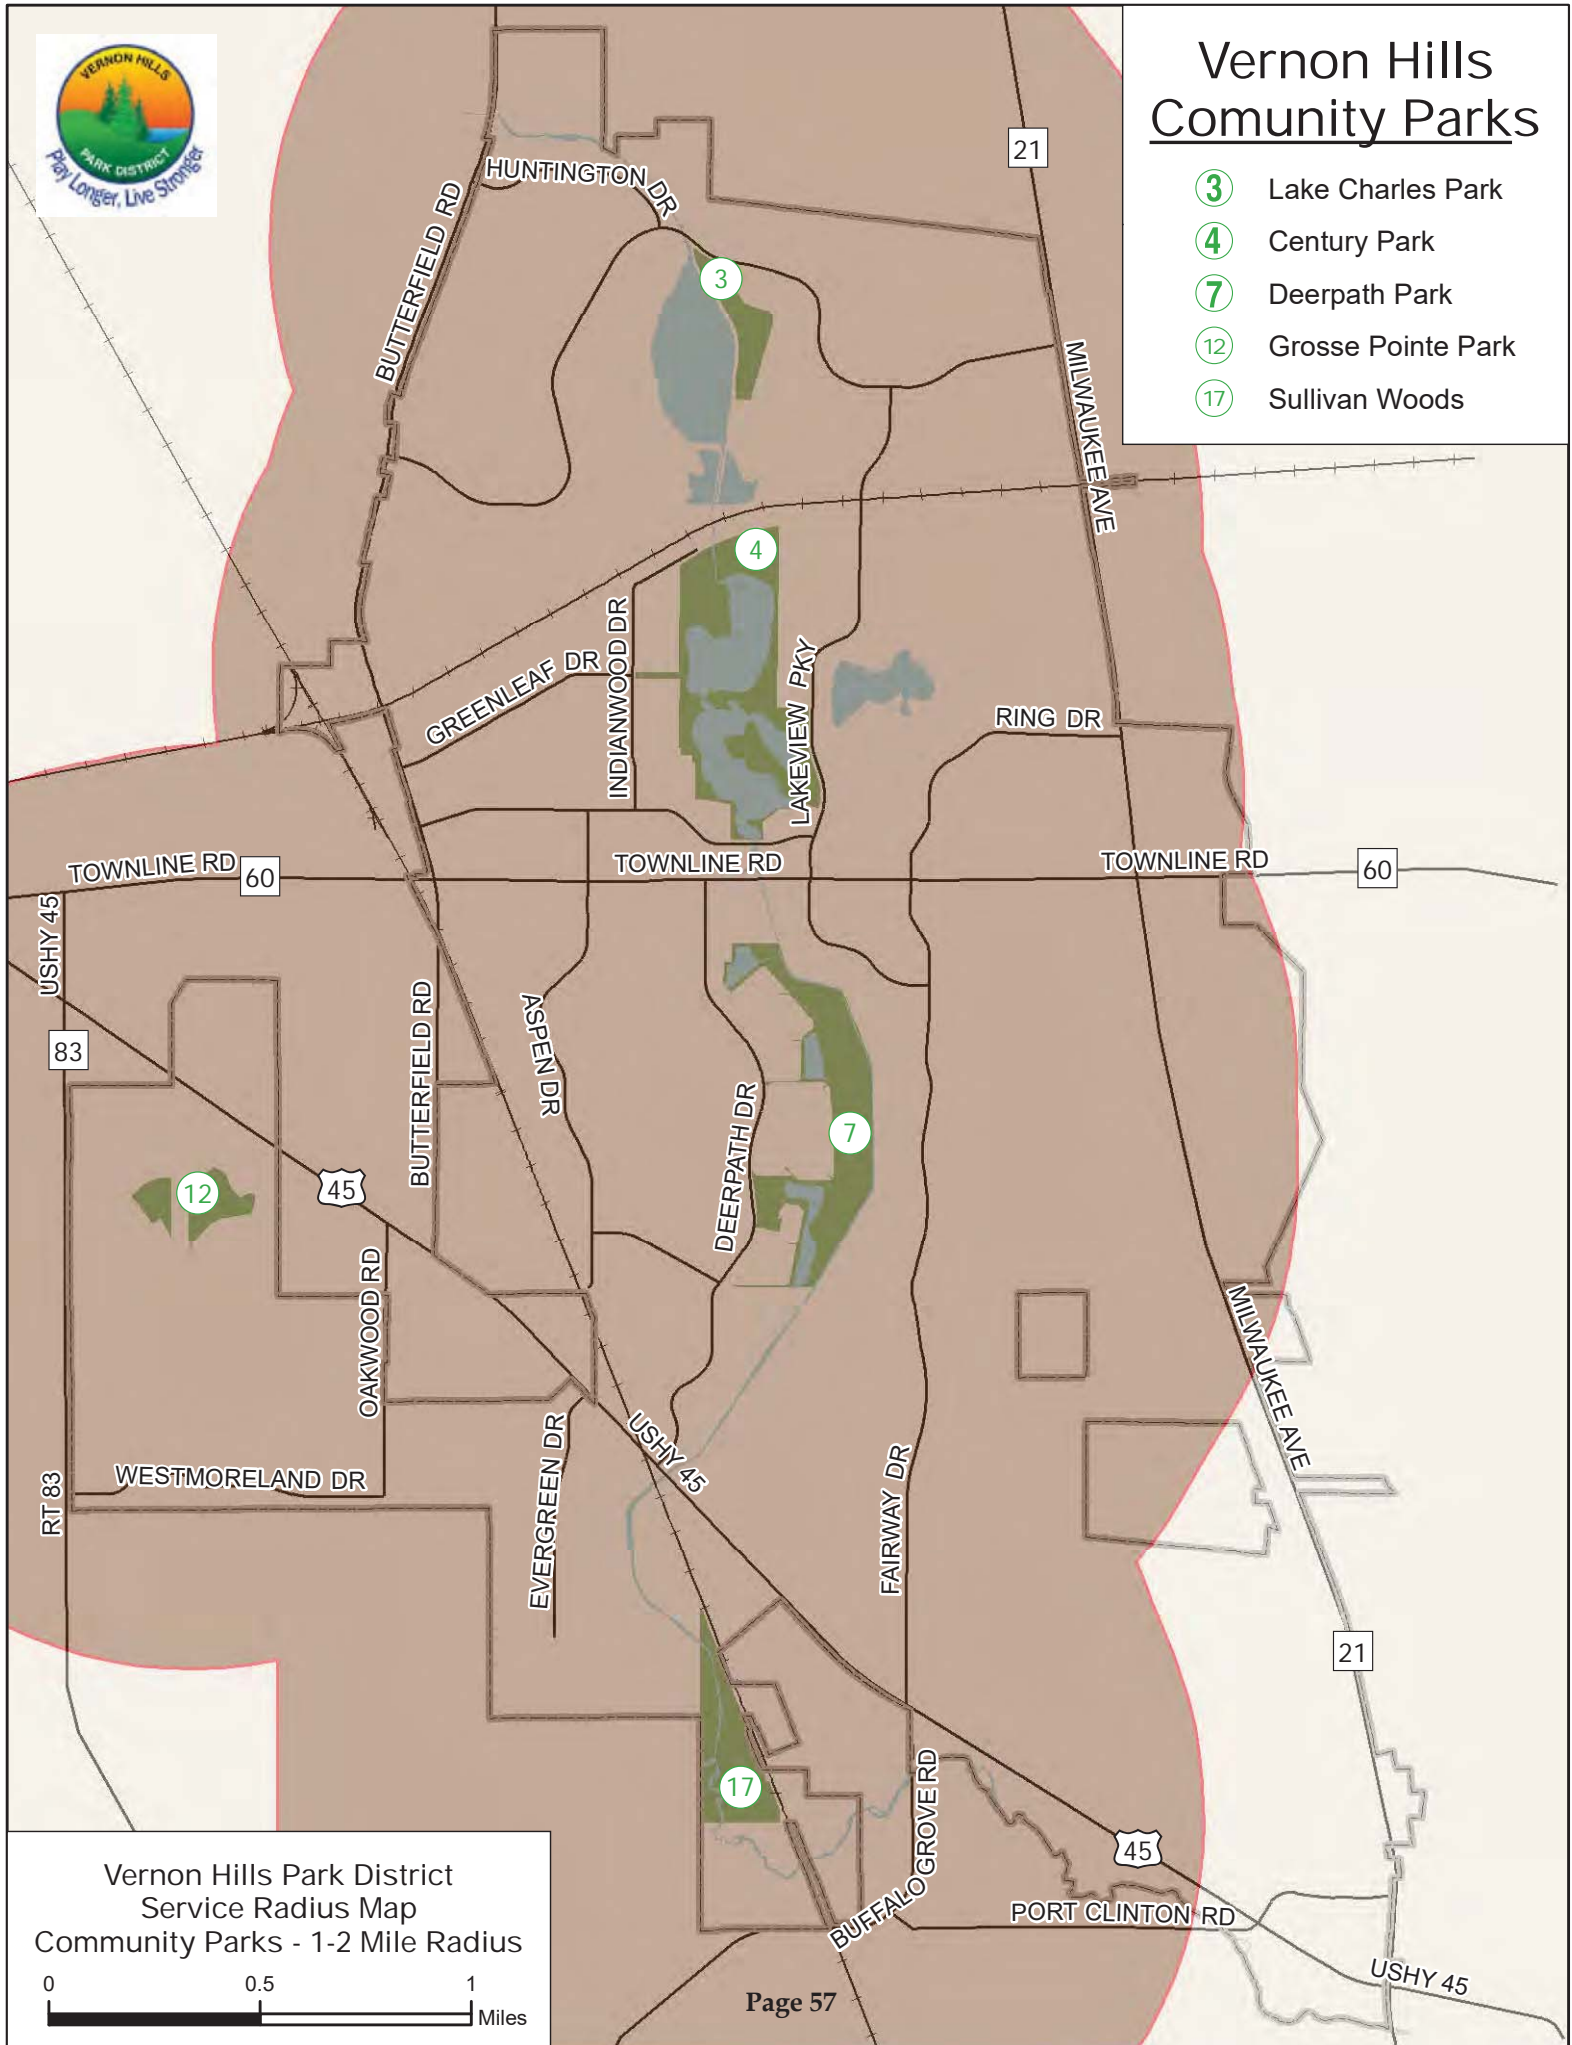 VERNON HILLS
PARK DISTRICT
Play Longer, Live Stronger
Vernon Hills
Comunity Parks
3 Lake Charles Park
4 Century Park
7 Deerpath Park
12 Grosse Pointe Park
17 Sullivan Woods
21
HUNTINGTON DR
BUTTERFIELD RD
3
MILWAUKEE AVE
4
INDIANWOOD DR
GREENLEAF DR
LAKEVIEW PKY
RING DR
TOWNLINE RD
60
TOWNLINE RD
TOWNLINE RD
60
USHY 45
83
BUTTERFIELD RD
ASPEN DR
DEERPATH DR
7
12
45
OAKWOOD RD
MILWAUKEE AVE
USHY 45
EVERGREEN DR
FAIRWAY DR
WESTMORELAND DR
RT 83
21
17
BUFFALO GROVE RD
45
PORT CLINTON RD
USHY 45
Vernon Hills Park District
Service Radius Map
Community Parks - 1-2 Mile Radius
0 0.5 1
Miles
Page 57